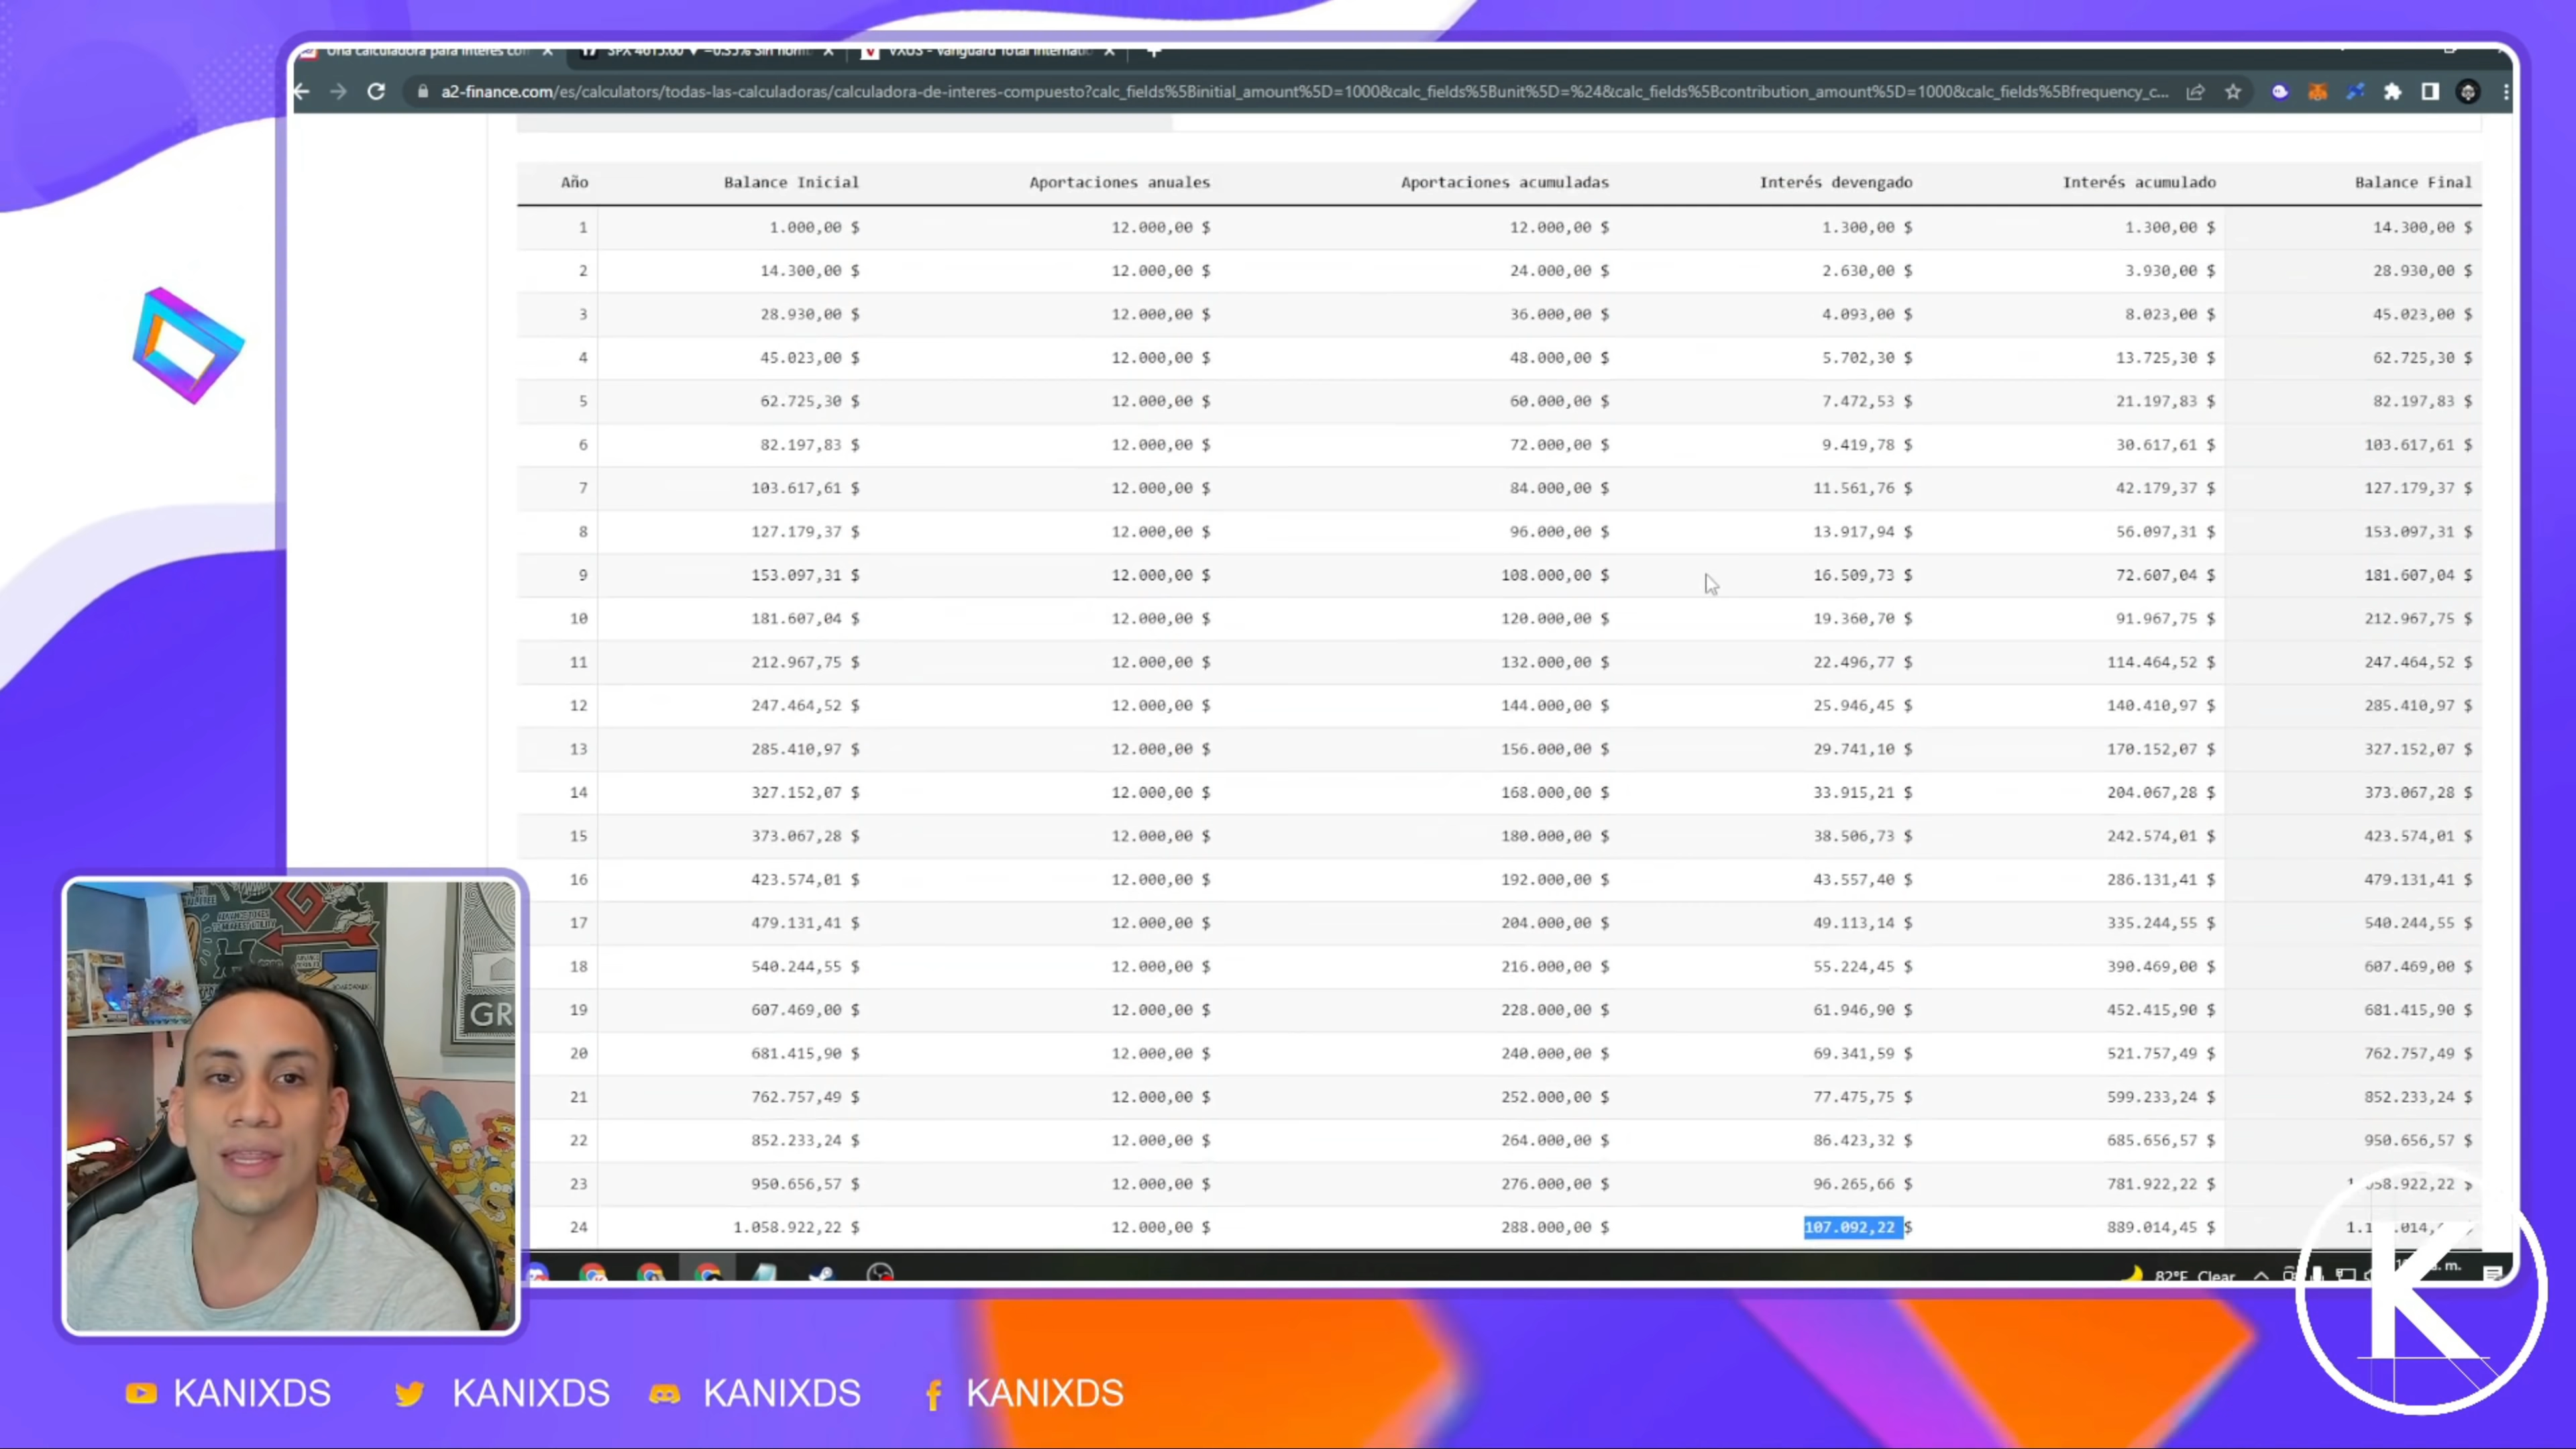 Una calculadora para interés com
SPX 4615.60 ▼ −0.35% Sin nomb
VXUS - Vanguard Total Internatio
a2-finance.com/es/calculators/todas-las-calculadoras/calculadora-de-interes-compuesto?calc_fields%5Binitial_amount%5D=1000&calc_fields%5Bunit%5D=%24&calc_fields%5Bcontribution_amount%5D=1000&calc_fields%5Bfrequency_c...
Año Balance Inicial Aportaciones anuales Aportaciones acumuladas Interés devengado Interés acumulado Balance Final
1 1.000,00 $ 12.000,00 $ 12.000,00 $ 1.300,00 $ 1.300,00 $ 14.300,00 $
2 14.300,00 $ 12.000,00 $ 24.000,00 $ 2.630,00 $ 3.930,00 $ 28.930,00 $
3 28.930,00 $ 12.000,00 $ 36.000,00 $ 4.093,00 $ 8.023,00 $ 45.023,00 $
4 45.023,00 $ 12.000,00 $ 48.000,00 $ 5.702,30 $ 13.725,30 $ 62.725,30 $
5 62.725,30 $ 12.000,00 $ 60.000,00 $ 7.472,53 $ 21.197,83 $ 82.197,83 $
6 82.197,83 $ 12.000,00 $ 72.000,00 $ 9.419,78 $ 30.617,61 $ 103.617,61 $
7 103.617,61 $ 12.000,00 $ 84.000,00 $ 11.561,76 $ 42.179,37 $ 127.179,37 $
8 127.179,37 $ 12.000,00 $ 96.000,00 $ 13.917,94 $ 56.097,31 $ 153.097,31 $
9 153.097,31 $ 12.000,00 $ 108.000,00 $ 16.509,73 $ 72.607,04 $ 181.607,04 $
10 181.607,04 $ 12.000,00 $ 120.000,00 $ 19.360,70 $ 91.967,75 $ 212.967,75 $
11 212.967,75 $ 12.000,00 $ 132.000,00 $ 22.496,77 $ 114.464,52 $ 247.464,52 $
12 247.464,52 $ 12.000,00 $ 144.000,00 $ 25.946,45 $ 140.410,97 $ 285.410,97 $
13 285.410,97 $ 12.000,00 $ 156.000,00 $ 29.741,10 $ 170.152,07 $ 327.152,07 $
14 327.152,07 $ 12.000,00 $ 168.000,00 $ 33.915,21 $ 204.067,28 $ 373.067,28 $
15 373.067,28 $ 12.000,00 $ 180.000,00 $ 38.506,73 $ 242.574,01 $ 423.574,01 $
16 423.574,01 $ 12.000,00 $ 192.000,00 $ 43.557,40 $ 286.131,41 $ 479.131,41 $
17 479.131,41 $ 12.000,00 $ 204.000,00 $ 49.113,14 $ 335.244,55 $ 540.244,55 $
18 540.244,55 $ 12.000,00 $ 216.000,00 $ 55.224,45 $ 390.469,00 $ 607.469,00 $
19 607.469,00 $ 12.000,00 $ 228.000,00 $ 61.946,90 $ 452.415,90 $ 681.415,90 $
20 681.415,90 $ 12.000,00 $ 240.000,00 $ 69.341,59 $ 521.757,49 $ 762.757,49 $
21 762.757,49 $ 12.000,00 $ 252.000,00 $ 77.475,75 $ 599.233,24 $ 852.233,24 $
22 852.233,24 $ 12.000,00 $ 264.000,00 $ 86.423,32 $ 685.656,57 $ 950.656,57 $
23 950.656,57 $ 12.000,00 $ 276.000,00 $ 96.265,66 $ 781.922,22 $
24 1.058.922,22 $ 12.000,00 $ 288.000,00 $ 107.092,22 $ 889.014,45 $
82°F Clear
GR
K
KANIXDS KANIXDS KANIXDS KANIXDS